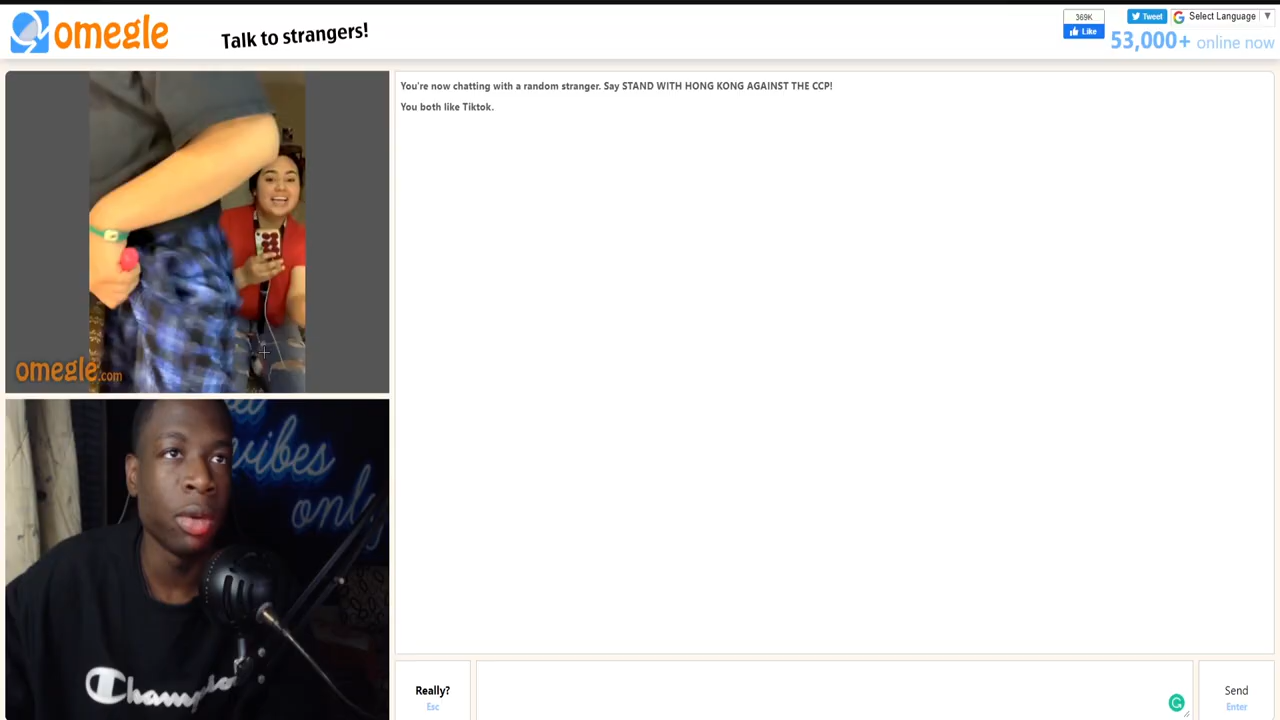 omegle
Talk to strangers!
369K
Like
Tweet
Select Language
53,000+ online now
You're now chatting with a random stranger. Say STAND WITH HONG KONG AGAINST THE CCP!
You both like Tiktok.
omegle.com
vibes
only
Champion
Really?
Esc
Send
Enter